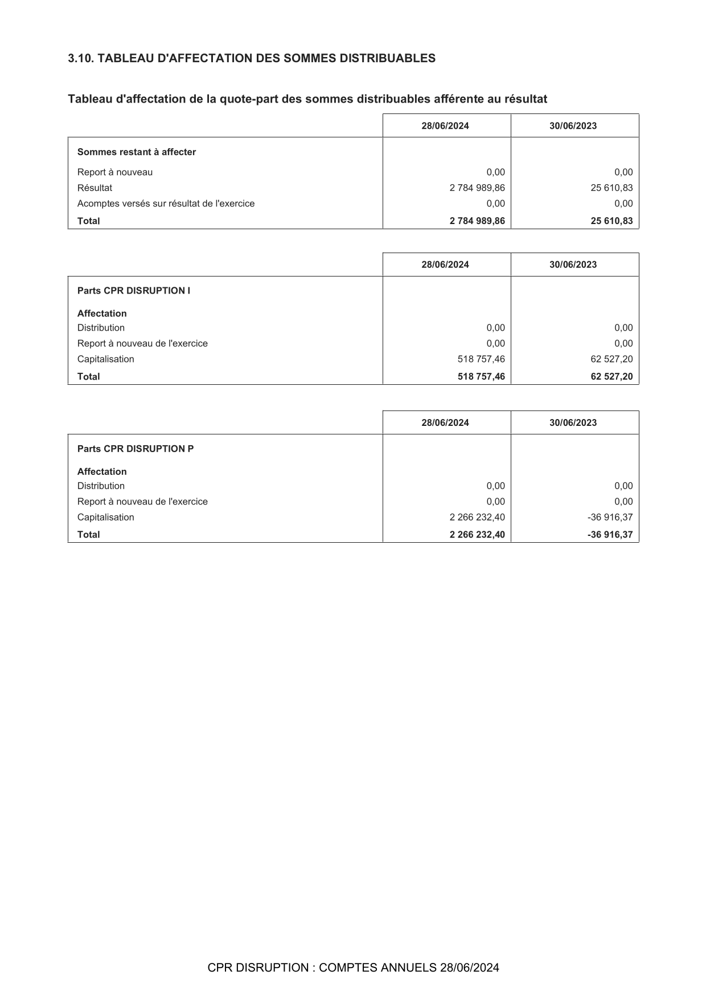 3.10. TABLEAU D'AFFECTATION DES SOMMES DISTRIBUABLES
Tableau d'affectation de la quote-part des sommes distribuables afférente au résultat
28/06/2024 30/06/2023
Sommes restant à affecter
Report à nouveau 0,00 0,00
Résultat 2 784 989,86 25 610,83
Acomptes versés sur résultat de l'exercice 0,00 0,00
Total 2 784 989,86 25 610,83
28/06/2024 30/06/2023
Parts CPR DISRUPTION I
Affectation
Distribution 0,00 0,00
Report à nouveau de l'exercice 0,00 0,00
Capitalisation 518 757,46 62 527,20
Total 518 757,46 62 527,20
28/06/2024 30/06/2023
Parts CPR DISRUPTION P
Affectation
Distribution 0,00 0,00
Report à nouveau de l'exercice 0,00 0,00
Capitalisation 2 266 232,40 -36 916,37
Total 2 266 232,40 -36 916,37
CPR DISRUPTION : COMPTES ANNUELS 28/06/2024